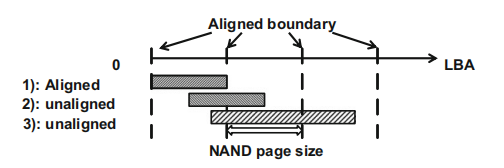 Aligned boundary
0
LBA
1): Aligned
2): unaligned
3): unaligned
NAND page size